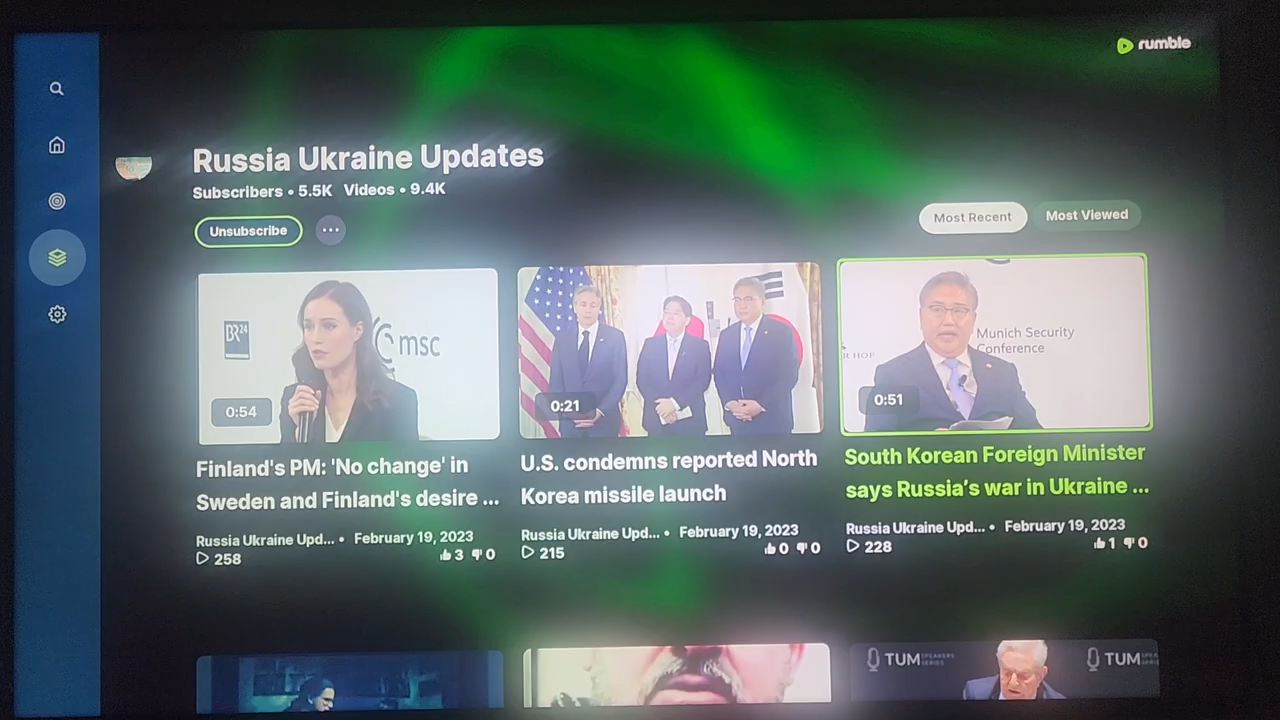 rumble
Russia Ukraine Updates
Subscribers • 5.5K Videos • 9.4K
Unsubscribe
Most Recent
Most Viewed
BR24
msc
0:54
0:21
Munich Security
Conference
R HOF
0:51
Finland's PM: 'No change' in
Sweden and Finland's desire ...
Russia Ukraine Upd... • February 19, 2023
258
3 0
U.S. condemns reported North
Korea missile launch
Russia Ukraine Upd... • February 19, 2023
215
0 0
South Korean Foreign Minister
says Russia’s war in Ukraine ...
Russia Ukraine Upd... • February 19, 2023
228
1 0
TUM SPEAKERS
SERIES
TUM